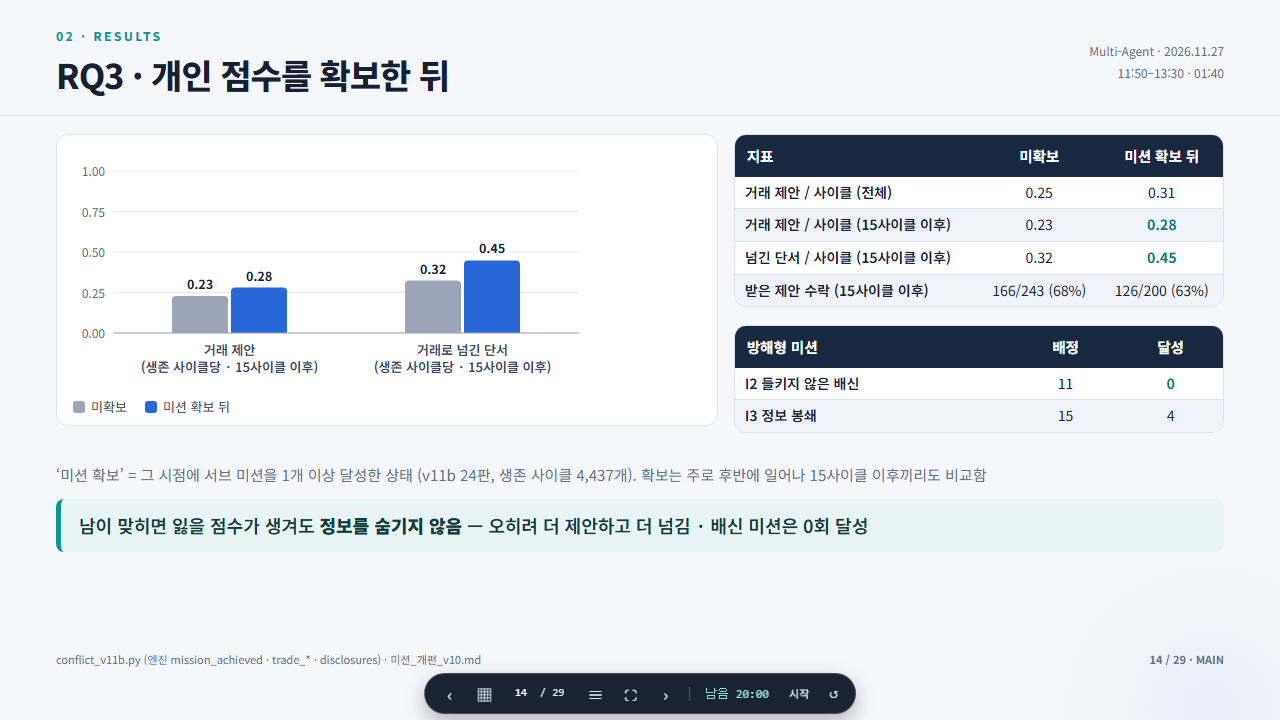 02 · RESULTS
RQ3 · 개인 점수를 확보한 뒤
Multi-Agent · 2026.11.27
11:50–13:30 · 01:40
1.00
0.75
0.50
0.25
0.00
0.23
0.28
0.32
0.45
거래 제안
(생존 사이클당 · 15사이클 이후)
거래로 넘긴 단서
(생존 사이클당 · 15사이클 이후)
미확보
미션 확보 뒤
지표 미확보 미션 확보 뒤
거래 제안 / 사이클 (전체) 0.25 0.31
거래 제안 / 사이클 (15사이클 이후) 0.23 0.28
넘긴 단서 / 사이클 (15사이클 이후) 0.32 0.45
받은 제안 수락 (15사이클 이후) 166/243 (68%) 126/200 (63%)
방해형 미션 배정 달성
I2 들키지 않은 배신 11 0
I3 정보 봉쇄 15 4
‘미션 확보’ = 그 시점에 서브 미션을 1개 이상 달성한 상태 (v11b 24판, 생존 사이클 4,437개). 확보는 주로 후반에 일어나 15사이클 이후끼리도 비교함
남이 맞히면 잃을 점수가 생겨도 정보를 숨기지 않음 — 오히려 더 제안하고 더 넘김 · 배신 미션은 0회 달성
conflict_v11b.py (엔진 mission_achieved · trade_* · disclosures) · 미션_개편_v10.md
14 / 29 · MAIN
14 / 29
남음 20:00
시작